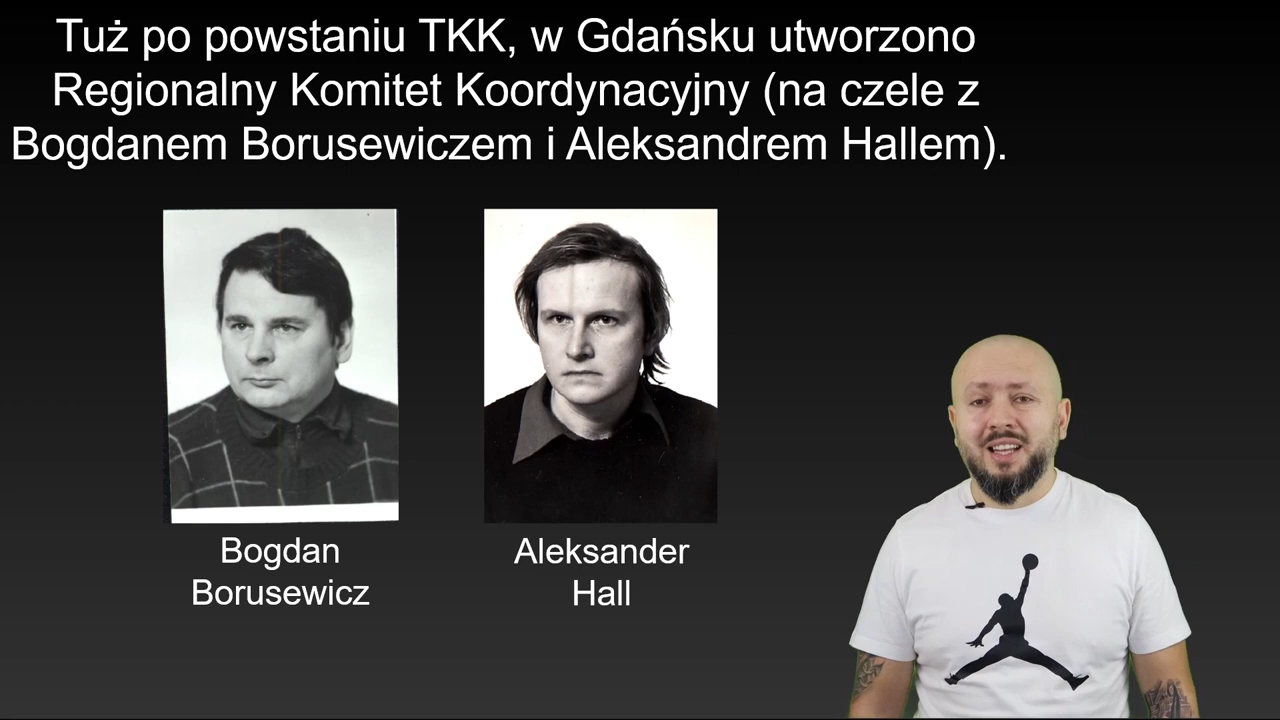 Tuż po powstaniu TKK, w Gdańsku utworzono
Regionalny Komitet Koordynacyjny (na czele z
Bogdanem Borusewiczem i Aleksandrem Hallem).
Bogdan
Borusewicz
Aleksander
Hall